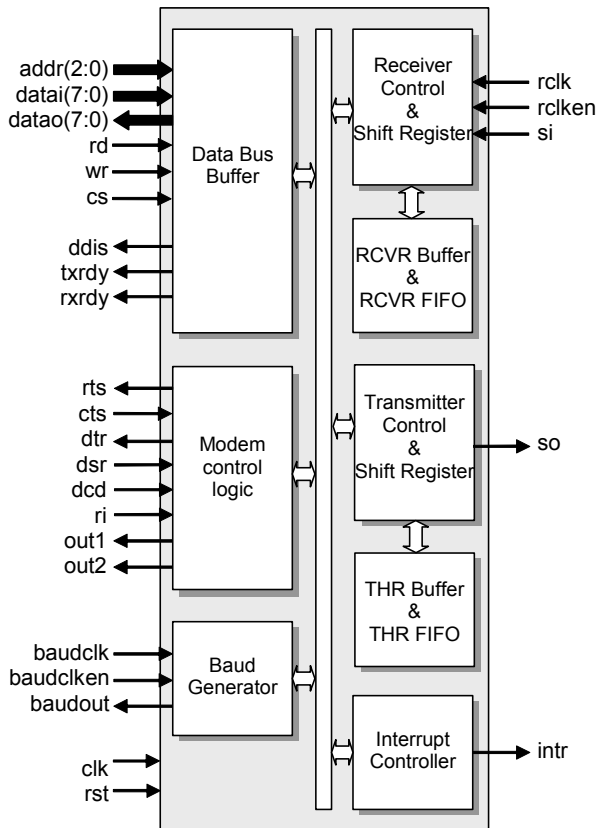 addr(2:0)
datai(7:0)
datao(7:0)
rd
wr
cs
ddis
txrdy
rxrdy
Data Bus
Buffer
Receiver
Control
&
Shift Register
rclk
rclken
si
RCVR Buffer
&
RCVR FIFO
rts
cts
dtr
dsr
dcd
ri
out1
out2
Modem
control
logic
Transmitter
Control
&
Shift Register
so
THR Buffer
&
THR FIFO
baudclk
baudclken
baudout
Baud
Generator
clk
rst
Interrupt
Controller
intr